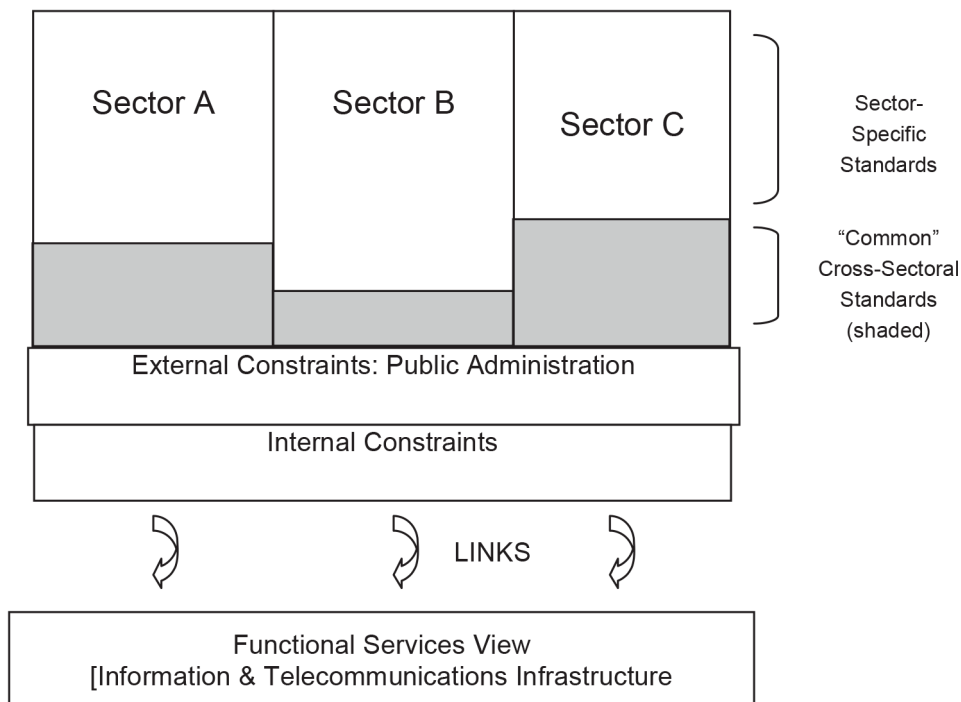 Sector A
Sector B
Sector C
Sector-
Specific
Standards
“Common”
Cross-Sectoral
Standards
(shaded)
External Constraints: Public Administration
Internal Constraints
LINKS
Functional Services View
[Information & Telecommunications Infrastructure